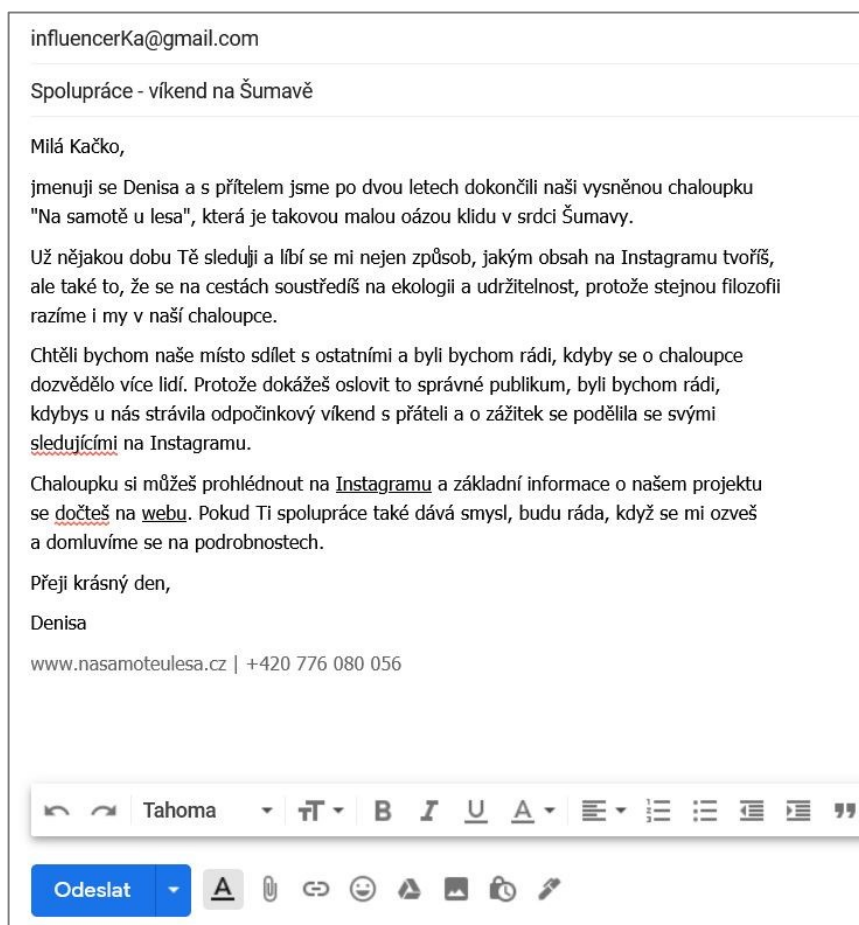 influencerKa@gmail.com
Spolupráce - víkend na Šumavě
Milá Kačko,
jmenuji se Denisa a s přítelem jsme po dvou letech dokončili naši vysněnou chaloupku
"Na samotě u lesa", která je takovou malou oázou klidu v srdci Šumavy.
Už nějakou dobu Tě sleduji a líbí se mi nejen způsob, jakým obsah na Instagramu tvoříš,
ale také to, že se na cestách soustředíš na ekologii a udržitelnost, protože stejnou filozofii
razíme i my v naší chaloupce.
Chtěli bychom naše místo sdílet s ostatními a byli bychom rádi, kdyby se o chaloupce
dozvědělo více lidí. Protože dokážeš oslovit to správné publikum, byli bychom rádi,
kdybys u nás strávila odpočinkový víkend s přáteli a o zážitek se podělila se svými
sledujícími na Instagramu.
Chaloupku si můžeš prohlédnout na Instagramu a základní informace o našem projektu
se dočteš na webu. Pokud Ti spolupráce také dává smysl, budu ráda, když se mi ozveš
a domluvíme se na podrobnostech.
Přeji krásný den,
Denisa
www.nasamoteulesa.cz | +420 776 080 056
Tahoma
Odeslat